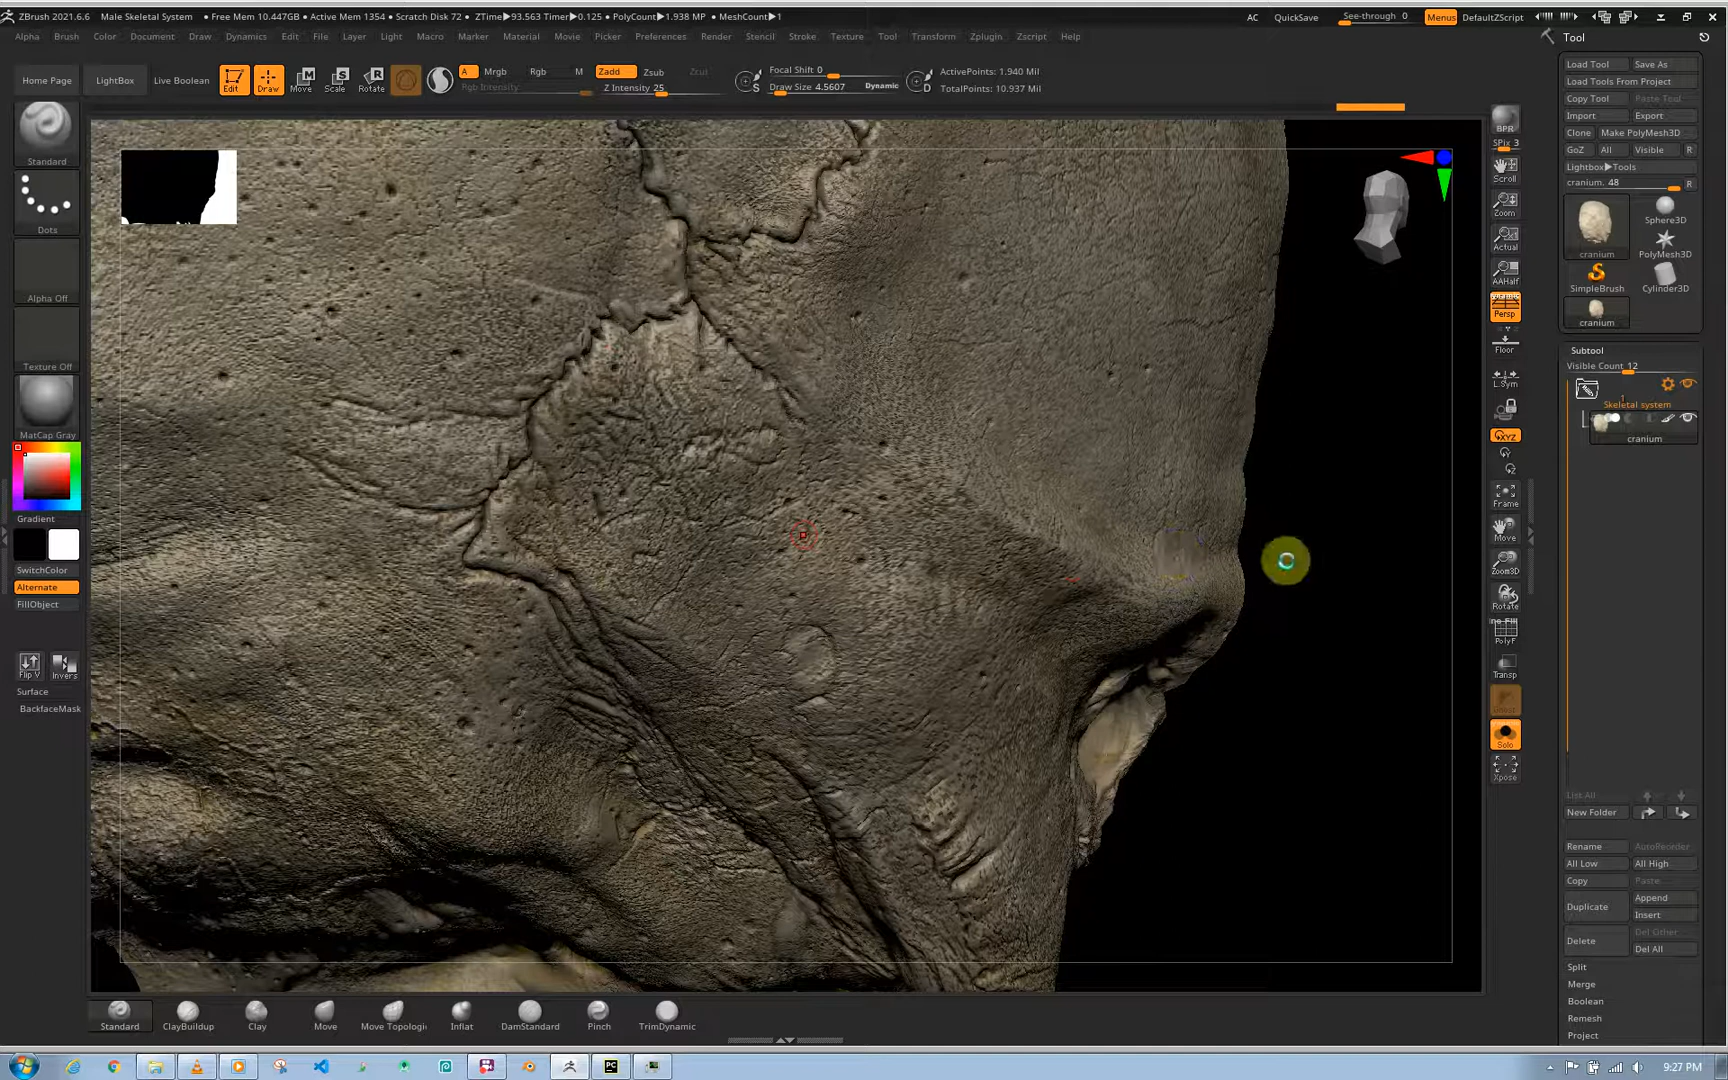 ZBrush 2021.6.6 Male Skeletal System • Free Mem 10.447GB • Active Mem 1354 • Scratch Disk 72 • ZTime▶93.563 Timer▶0.125 • PolyCount▶1.938 MP • MeshCount▶1
AC QuickSave See-through 0 Menus DefaultZScript
Alpha Brush Color Document Draw Dynamics Edit File Layer Light Macro Marker Material Movie Picker Preferences Render Stencil Stroke Texture Tool Transform Zplugin Zscript Help
Tool
Home Page LightBox Live Boolean
Edit Draw Move Scale Rotate
A Mrgb Rgb M
Rgb Intensity
Zadd Zsub Zcut
Z Intensity 25
Focal Shift 0
Draw Size 4.5607 Dynamic
S D
ActivePoints: 1.940 Mil
TotalPoints: 10.937 Mil
Load Tool Save As
Load Tools From Project
Copy Tool Paste Tool
Import Export
Clone Make PolyMesh3D
GoZ All Visible R
Lightbox▶Tools
cranium. 48 R
Sphere3D
cranium PolyMesh3D
SimpleBrush Cylinder3D
cranium
Subtool
Visible Count 12
Skeletal system 1
cranium
List All
New Folder
Rename AutoReorder
All Low All High
Copy Paste
Duplicate Append
Insert
Delete Del Other
Del All
Split
Merge
Boolean
Remesh
Project
Standard
Dots
Alpha Off
Texture Off
MatCap Gray
Gradient
SwitchColor
Alternate
FillObject
Flip V Invers
Surface
BackfaceMask
BPR
SPix 3
Scroll
Zoom
Actual
AAHalf
Persp
Floor
L.Sym
XYZ
Y
Z
Frame
Move
Zoom3D
Rotate
PolyF
Transp
Solo
Xpose
Standard ClayBuildup Clay Move Move Topologic Inflat DamStandard Pinch TrimDynamic
PC
9:27 PM